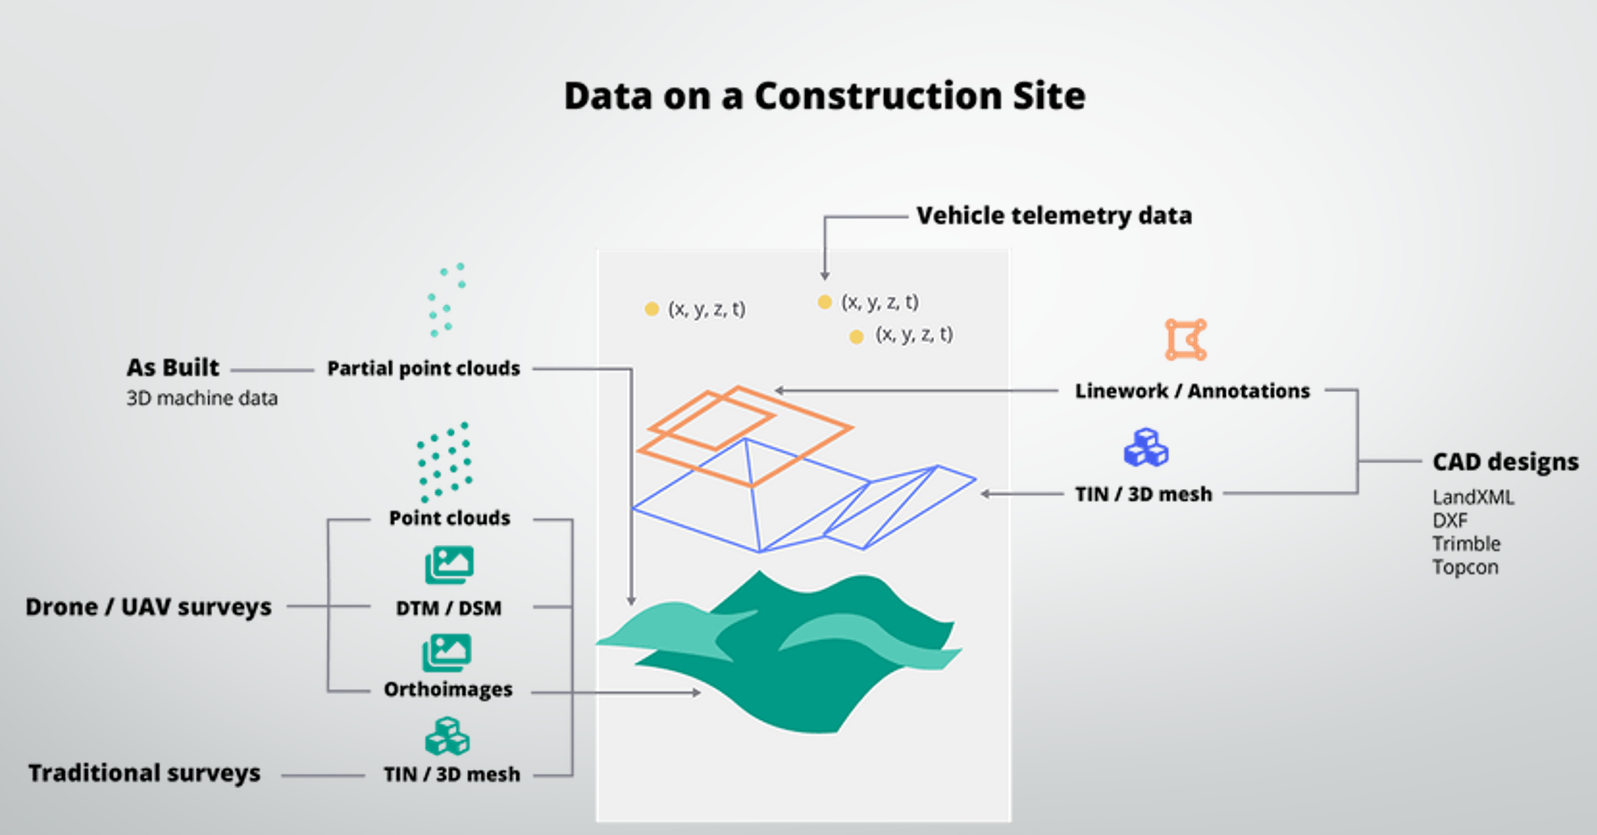 Data on a Construction Site
Vehicle telemetry data
(x, y, z, t)
(x, y, z, t)
(x, y, z, t)
As Built
3D machine data
Partial point clouds
Linework / Annotations
TIN / 3D mesh
CAD designs
LandXML
DXF
Trimble
Topcon
Point clouds
Drone / UAV surveys
DTM / DSM
Orthoimages
Traditional surveys
TIN / 3D mesh